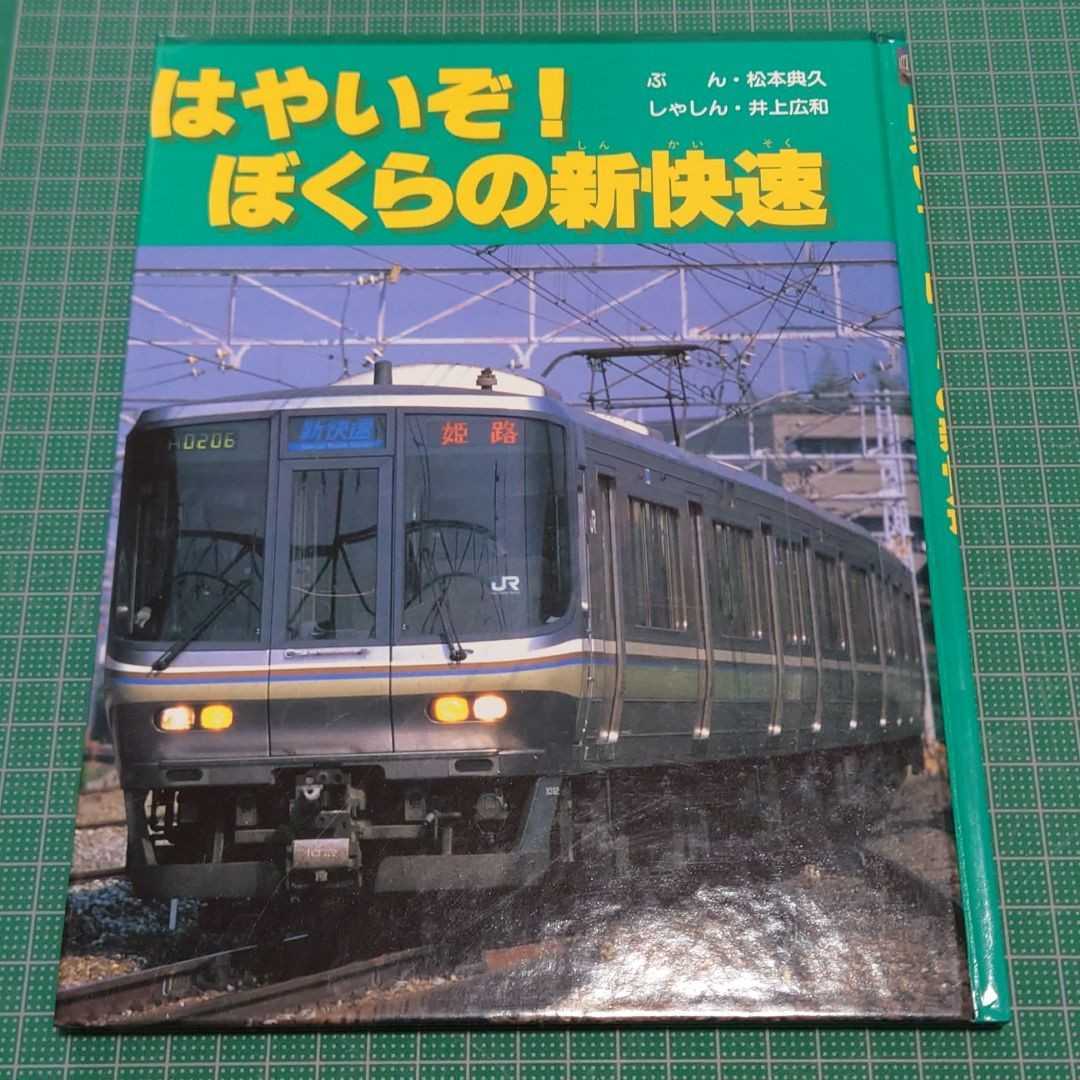 はやいぞ！
ぼくらの新快速
しん かい そく
ぶ ん・松本典久
しゃしん・井上広和
0206
新快速
姫路
JR